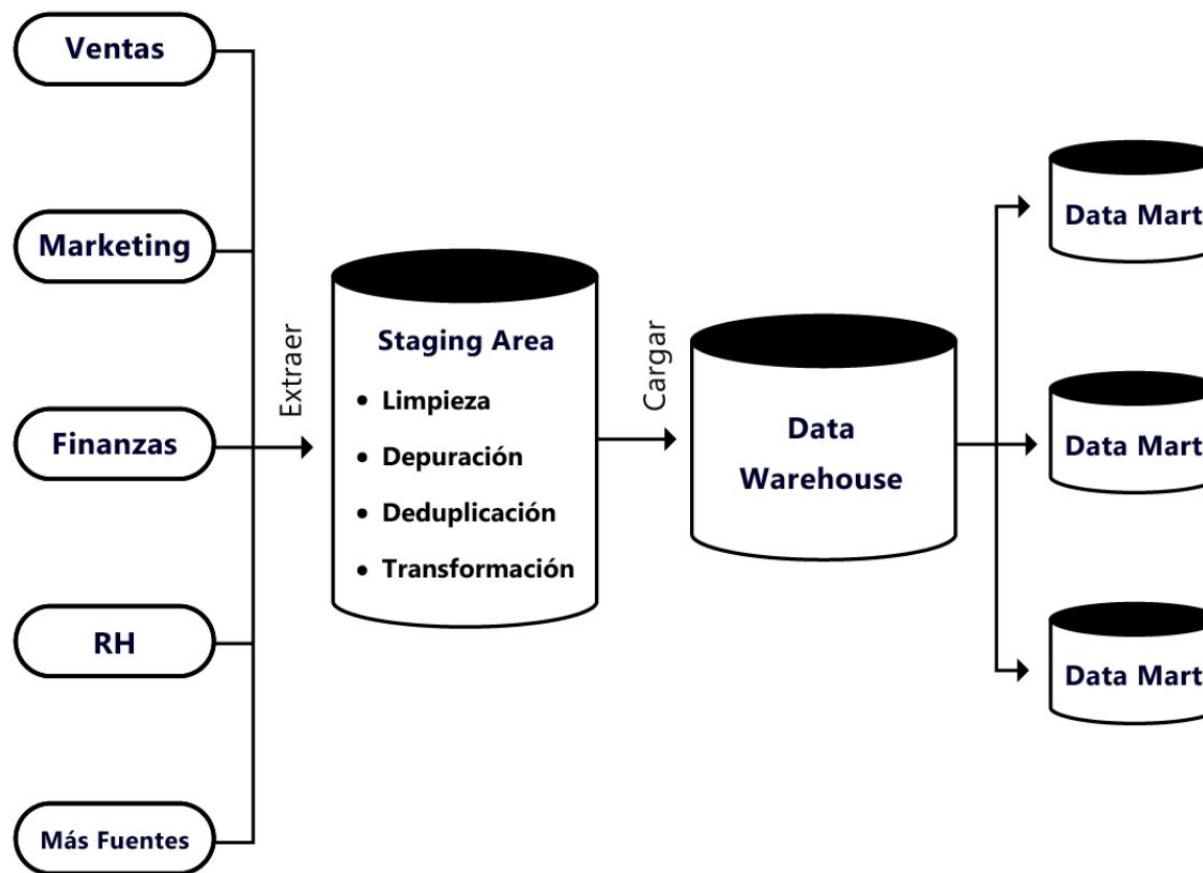 Ventas
Marketing
Finanzas
RH
Más Fuentes
Extraer
Staging Area
• Limpieza
• Depuración
• Deduplicación
• Transformación
Cargar
Data
Warehouse
Data Mart
Data Mart
Data Mart